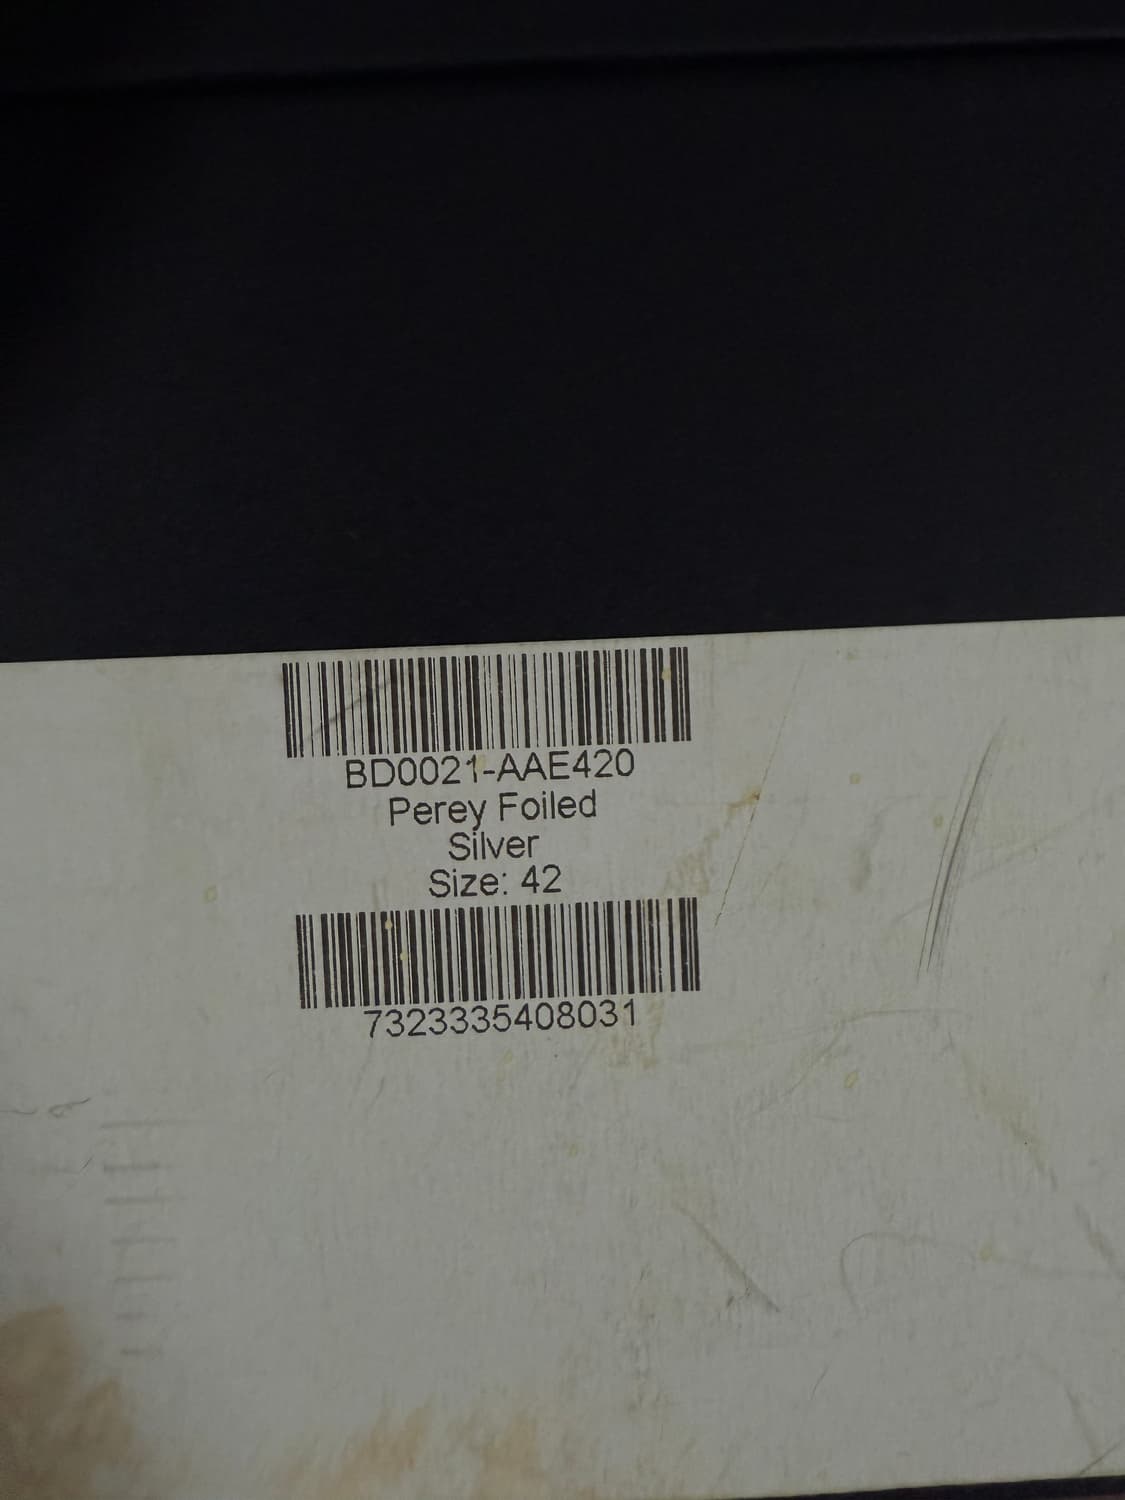 BD0021-AAE420
Perey Foiled
Silver
Size: 42
7323335408031